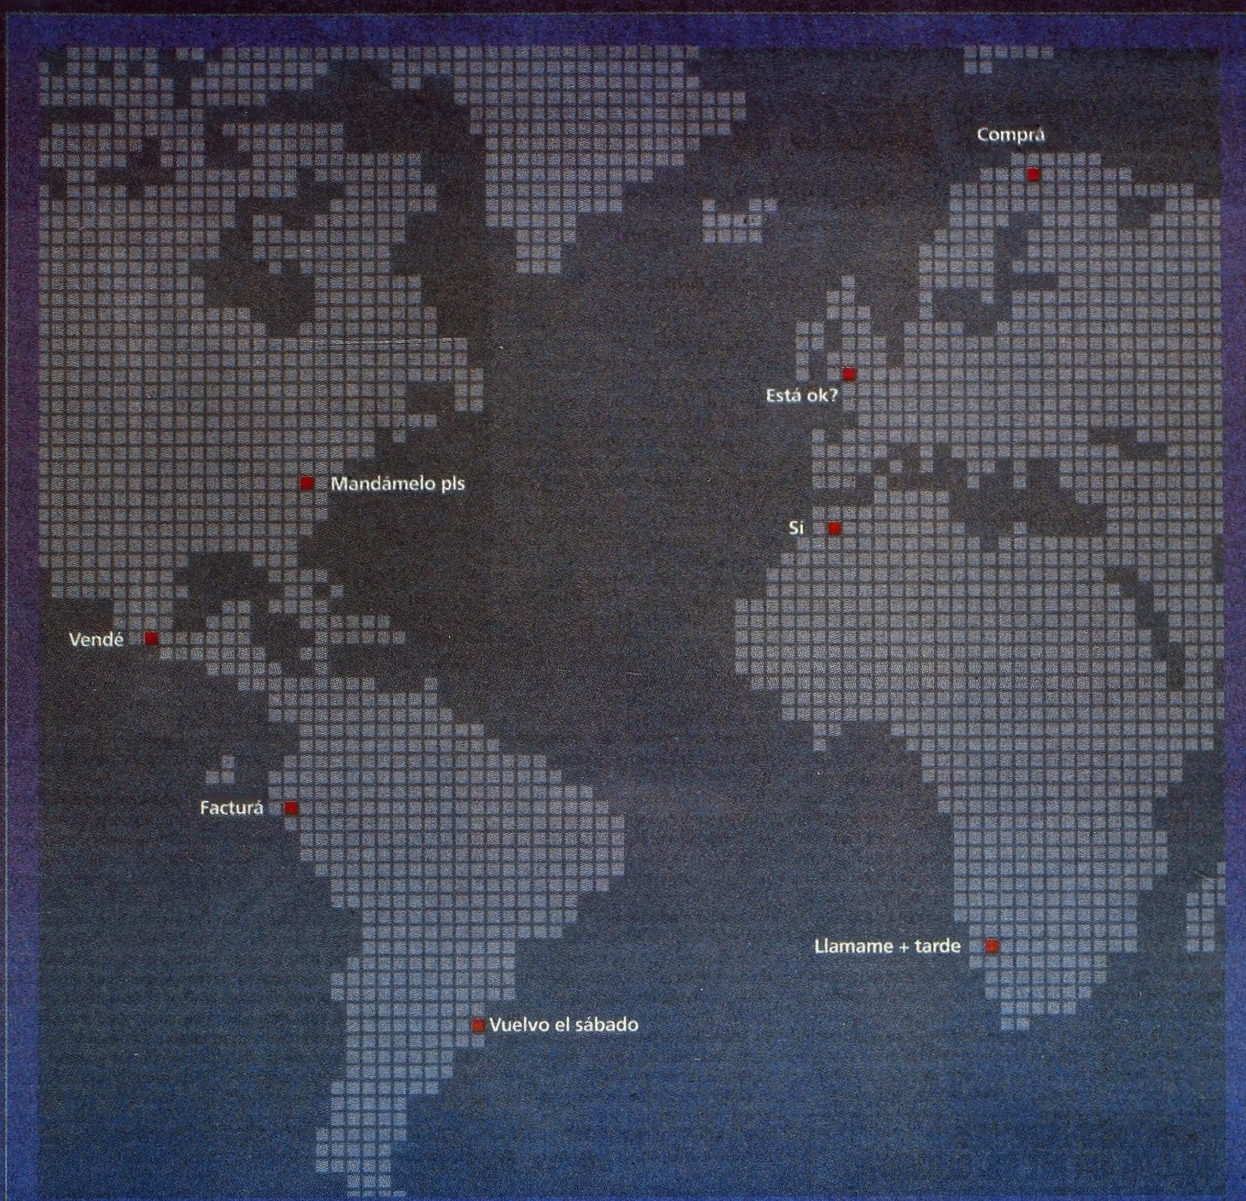 Comprá
Está ok?
Mandámelo pls
Sí
Vendé
Facturá
Llamame + tarde
Vuelvo el sábado